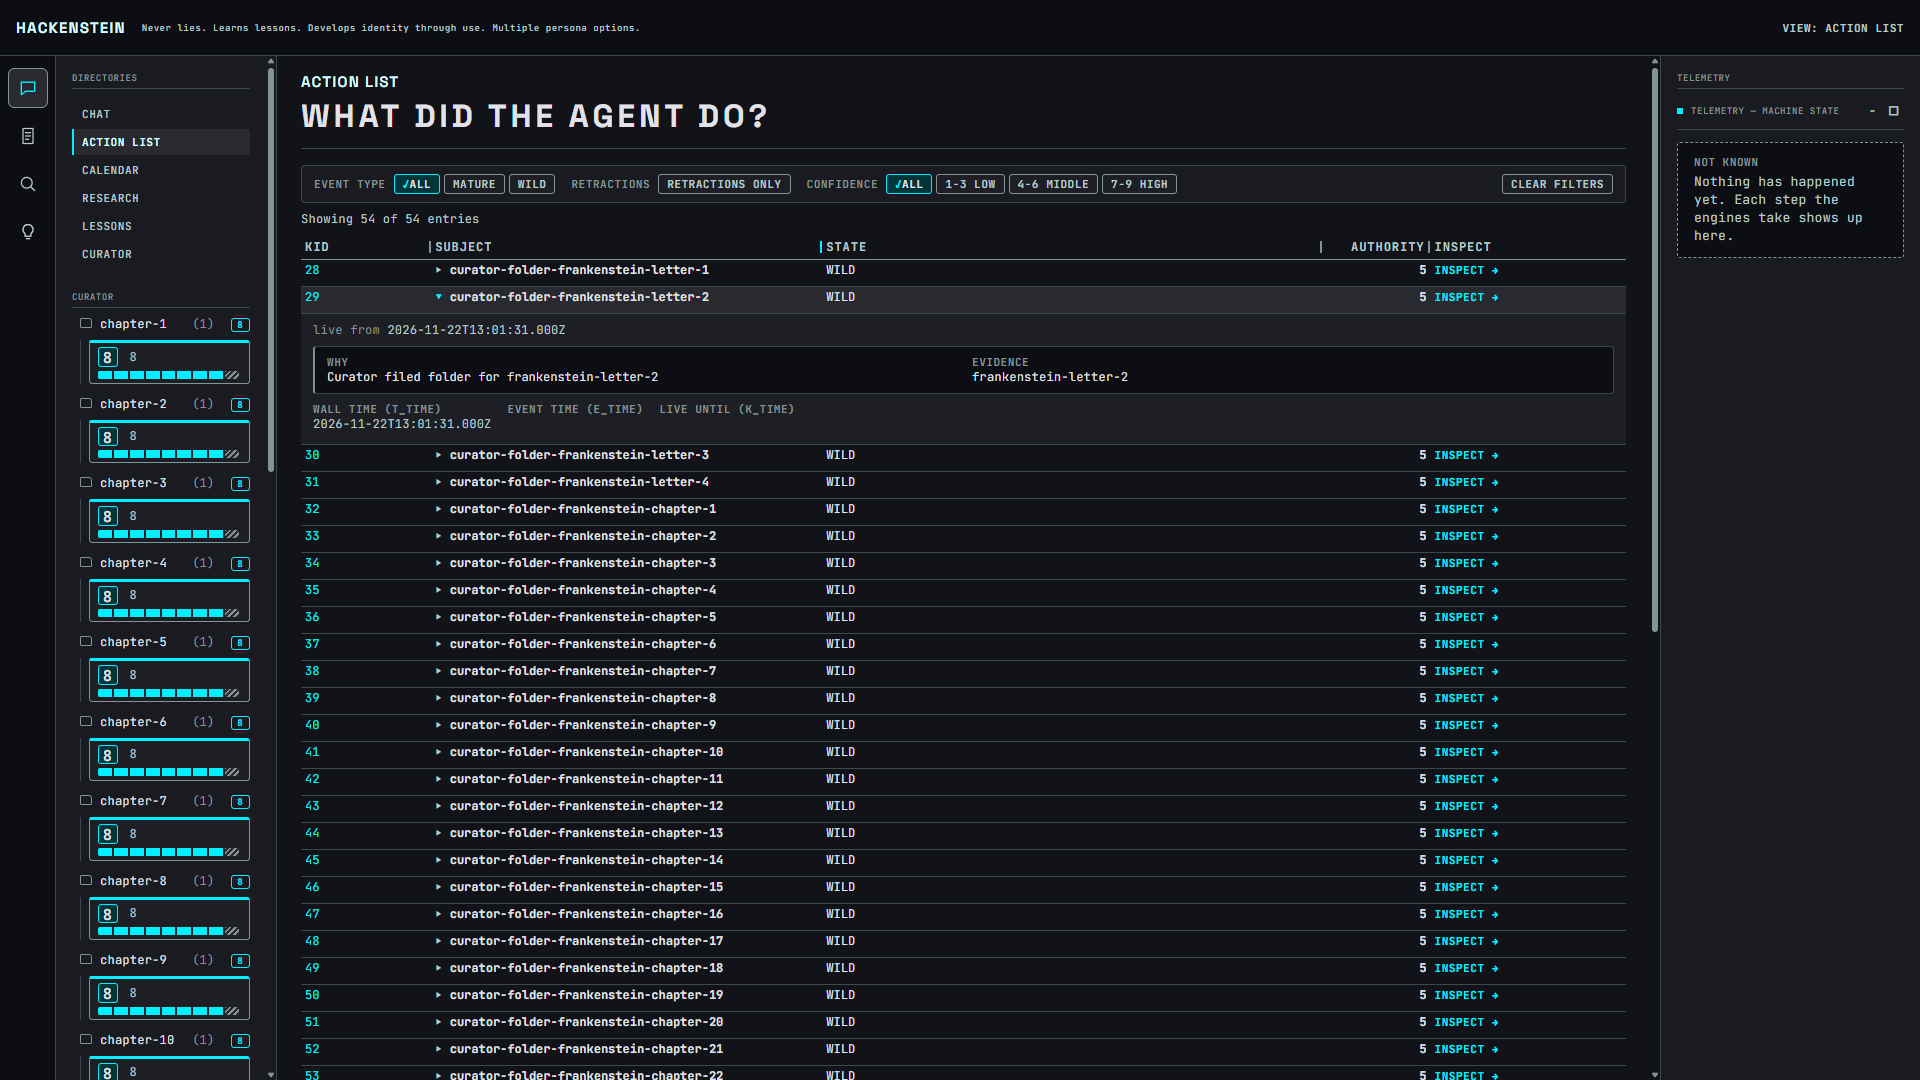 HACKENSTEIN Never lies. Learns lessons. Develops identity through use. Multiple persona options. VIEW: ACTION LIST
DIRECTORIES
CHAT
ACTION LIST
CALENDAR
RESEARCH
LESSONS
CURATOR
CURATOR
chapter-1 (1) 8
8 8
chapter-2 (1) 8
8 8
chapter-3 (1) 8
8 8
chapter-4 (1) 8
8 8
chapter-5 (1) 8
8 8
chapter-6 (1) 8
8 8
chapter-7 (1) 8
8 8
chapter-8 (1) 8
8 8
chapter-9 (1) 8
8 8
chapter-10 (1) 8
8 8
ACTION LIST
WHAT DID THE AGENT DO?
EVENT TYPE ✓ALL MATURE WILD RETRACTIONS RETRACTIONS ONLY CONFIDENCE ✓ALL 1-3 LOW 4-6 MIDDLE 7-9 HIGH CLEAR FILTERS
Showing 54 of 54 entries
KID SUBJECT STATE AUTHORITY INSPECT
28 ▸ curator-folder-frankenstein-letter-1 WILD 5 INSPECT →
29 ▾ curator-folder-frankenstein-letter-2 WILD 5 INSPECT →
live from 2026-11-22T13:01:31.000Z
WHY EVIDENCE
Curator filed folder for frankenstein-letter-2 frankenstein-letter-2
WALL TIME (T_TIME) EVENT TIME (E_TIME) LIVE UNTIL (K_TIME)
2026-11-22T13:01:31.000Z
30 ▸ curator-folder-frankenstein-letter-3 WILD 5 INSPECT →
31 ▸ curator-folder-frankenstein-letter-4 WILD 5 INSPECT →
32 ▸ curator-folder-frankenstein-chapter-1 WILD 5 INSPECT →
33 ▸ curator-folder-frankenstein-chapter-2 WILD 5 INSPECT →
34 ▸ curator-folder-frankenstein-chapter-3 WILD 5 INSPECT →
35 ▸ curator-folder-frankenstein-chapter-4 WILD 5 INSPECT →
36 ▸ curator-folder-frankenstein-chapter-5 WILD 5 INSPECT →
37 ▸ curator-folder-frankenstein-chapter-6 WILD 5 INSPECT →
38 ▸ curator-folder-frankenstein-chapter-7 WILD 5 INSPECT →
39 ▸ curator-folder-frankenstein-chapter-8 WILD 5 INSPECT →
40 ▸ curator-folder-frankenstein-chapter-9 WILD 5 INSPECT →
41 ▸ curator-folder-frankenstein-chapter-10 WILD 5 INSPECT →
42 ▸ curator-folder-frankenstein-chapter-11 WILD 5 INSPECT →
43 ▸ curator-folder-frankenstein-chapter-12 WILD 5 INSPECT →
44 ▸ curator-folder-frankenstein-chapter-13 WILD 5 INSPECT →
45 ▸ curator-folder-frankenstein-chapter-14 WILD 5 INSPECT →
46 ▸ curator-folder-frankenstein-chapter-15 WILD 5 INSPECT →
47 ▸ curator-folder-frankenstein-chapter-16 WILD 5 INSPECT →
48 ▸ curator-folder-frankenstein-chapter-17 WILD 5 INSPECT →
49 ▸ curator-folder-frankenstein-chapter-18 WILD 5 INSPECT →
50 ▸ curator-folder-frankenstein-chapter-19 WILD 5 INSPECT →
51 ▸ curator-folder-frankenstein-chapter-20 WILD 5 INSPECT →
52 ▸ curator-folder-frankenstein-chapter-21 WILD 5 INSPECT →
53 ▸ curator-folder-frankenstein-chapter-22 WILD 5 INSPECT →
TELEMETRY
TELEMETRY — MACHINE STATE
NOT KNOWN
Nothing has happened
yet. Each step the
engines take shows up
here.